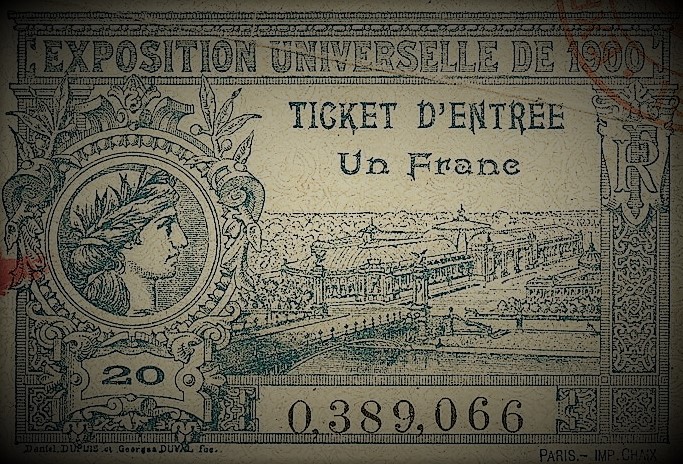 EXPOSITION UNIVERSELLE DE 1900
TICKET D'ENTRÉE
Un Franc
RF
20
0,389,066
Daniel DUPUIS et Georges DUVAL fec.
PARIS.- IMP. CHAIX